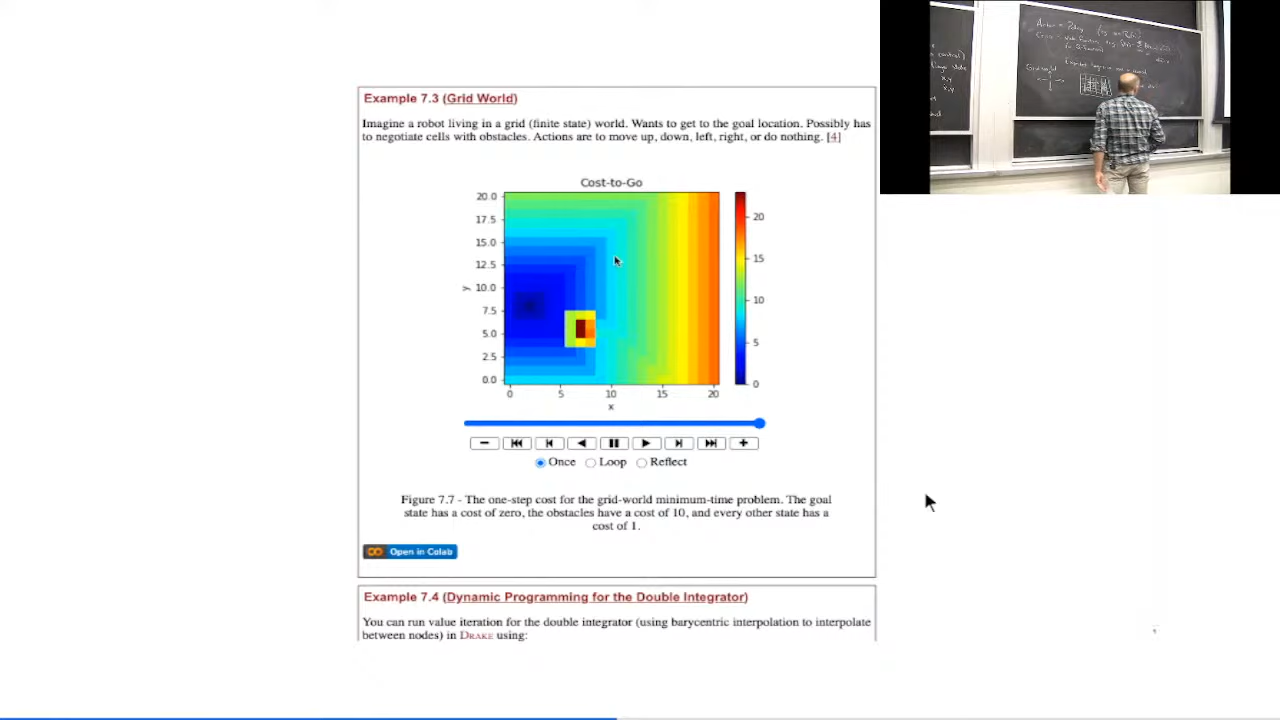 Example 7.3 (Grid World)
Imagine a robot living in a grid (finite state) world. Wants to get to the goal location. Possibly has
to negotiate cells with obstacles. Actions are to move up, down, left, right, or do nothing. [4]
Cost-to-Go
20.0
17.5
15.0
12.5
10.0
7.5
5.0
2.5
0.0
y
0 5 10 15 20
x
20
15
10
5
0
Once Loop Reflect
Figure 7.7 - The one-step cost for the grid-world minimum-time problem. The goal
state has a cost of zero, the obstacles have a cost of 10, and every other state has a
cost of 1.
Open in Colab
Example 7.4 (Dynamic Programming for the Double Integrator)
You can run value iteration for the double integrator (using barycentric interpolation to interpolate
between nodes) in DRAKE using: